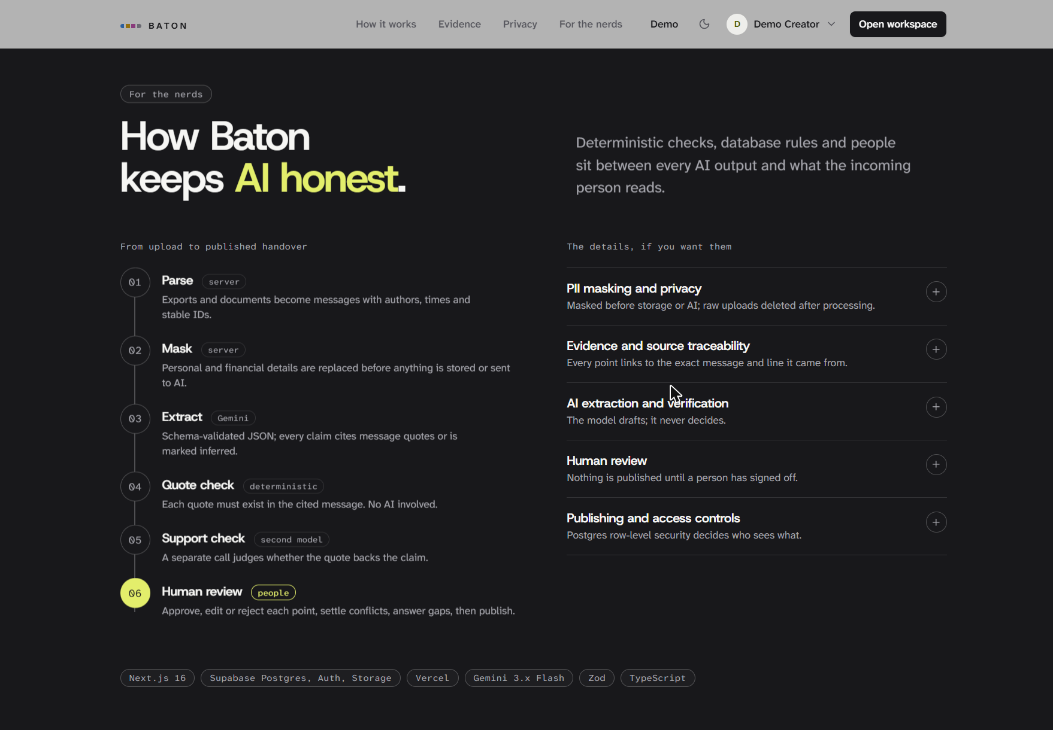 BATON
How it works
Evidence
Privacy
For the nerds
Demo
D
Demo Creator
Open workspace
For the nerds
How Baton
keeps AI honest.
Deterministic checks, database rules and people
sit between every AI output and what the incoming
person reads.
From upload to published handover
01
Parse server
Exports and documents become messages with authors, times and
stable IDs.
02
Mask server
Personal and financial details are replaced before anything is stored or sent
to AI.
03
Extract Gemini
Schema-validated JSON; every claim cites message quotes or is
marked inferred.
04
Quote check deterministic
Each quote must exist in the cited message. No AI involved.
05
Support check second model
A separate call judges whether the quote backs the claim.
06
Human review people
Approve, edit or reject each point, settle conflicts, answer gaps, then publish.
The details, if you want them
PII masking and privacy
Masked before storage or AI; raw uploads deleted after processing.
Evidence and source traceability
Every point links to the exact message and line it came from.
AI extraction and verification
The model drafts; it never decides.
Human review
Nothing is published until a person has signed off.
Publishing and access controls
Postgres row-level security decides who sees what.
Next.js 16
Supabase Postgres, Auth, Storage
Vercel
Gemini 3.x Flash
Zod
TypeScript